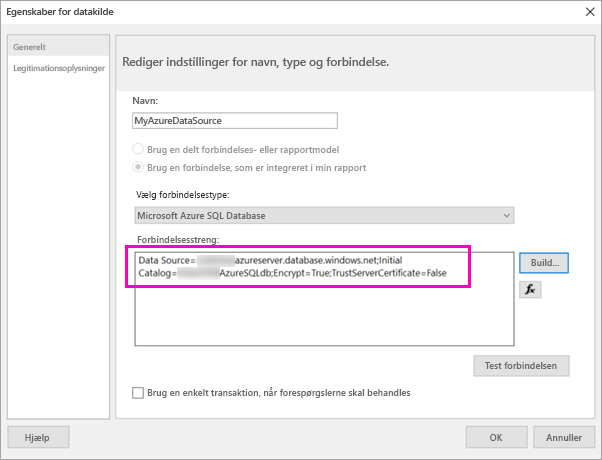 Egenskaber for datakilde
Generelt
Legitimationsoplysninger
Rediger indstillinger for navn, type og forbindelse.
Navn:
MyAzureDataSource
Brug en delt forbindelses- eller rapportmodel
Brug en forbindelse, som er integreret i min rapport
Vælg forbindelsestype:
Microsoft Azure SQL Database
Forbindelsesstreng:
Data Source= azureserver.database.windows.net;Initial
Catalog= AzureSQLdb;Encrypt=True;TrustServerCertificate=False
Build...
fx
Test forbindelsen
Brug en enkelt transaktion, når forespørgslerne skal behandles
Hjælp
OK
Annuller